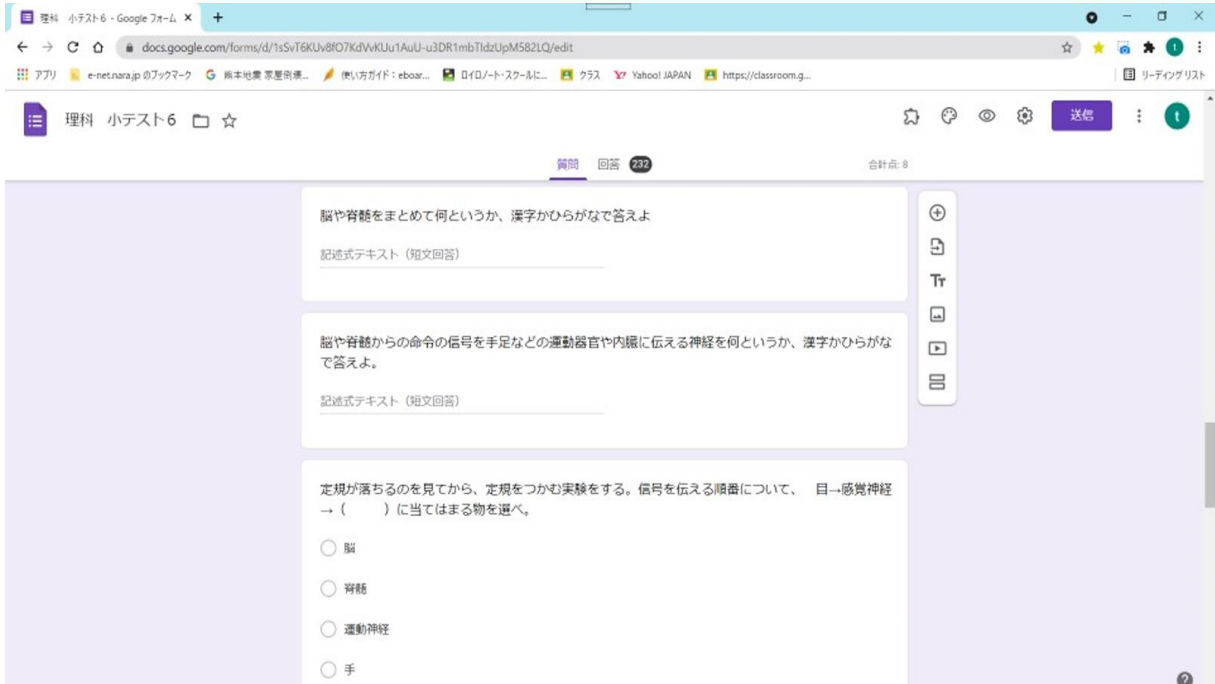 理科 小テスト6 - Google フォーム
docs.google.com/forms/d/1sSvT6KUv8fO7KdVvKUu1AuU-u3DR1mbTIdzUpM582LQ/edit
アプリ e-net.nara.jp のブックマーク 熊本地震 家屋倒壊... 使い方ガイド：eboar... ロイロノート・スクールに... クラス Yahoo! JAPAN https://classroom.g... リーディング リスト
理科 小テスト6 送信 t
質問 回答 232 合計点: 8
脳や脊髄をまとめて何というか、漢字かひらがなで答えよ
記述式テキスト（短文回答）
脳や脊髄からの命令の信号を手足などの運動器官や内臓に伝える神経を何というか、漢字かひらがな
で答えよ。
記述式テキスト（短文回答）
定規が落ちるのを見てから、定規をつかむ実験をする。信号を伝える順番について、 目→感覚神経
→（ ）に当てはまる物を選べ。
脳
脊髄
運動神経
手